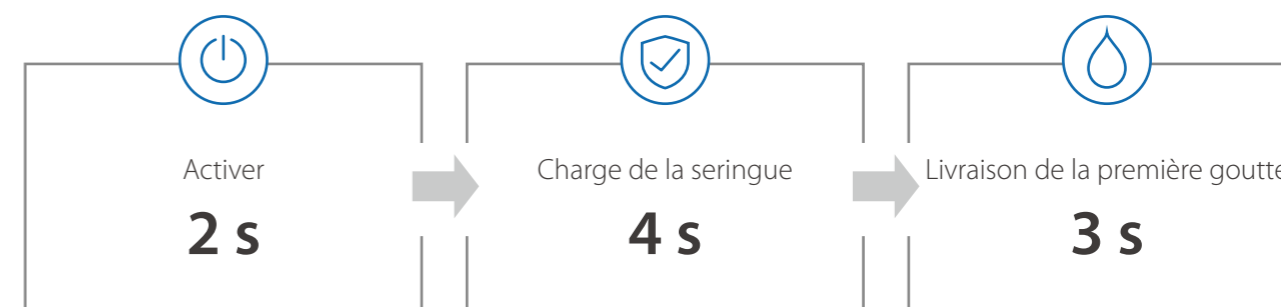 Activer
2 s
Charge de la seringue
4 s
Livraison de la première goutte
3 s